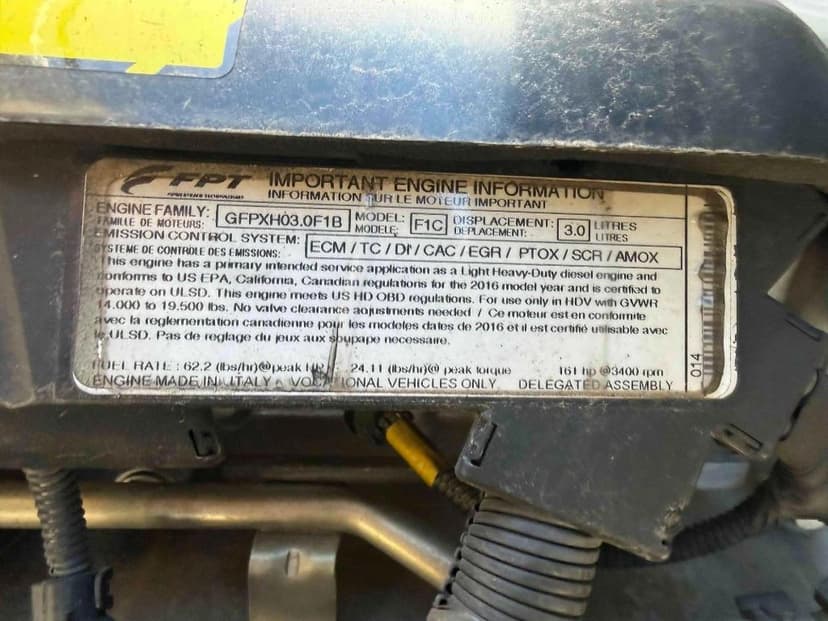 FPT IMPORTANT ENGINE INFORMATION
INFORMATION SUR LE MOTEUR IMPORTANT
ENGINE FAMILY: GFPXH03.0F1B MODEL: F1C DISPLACEMENT: 3.0 LITRES
FAMILLE DE MOTEURS: MODELE: DEPLACEMENT: LITRES
EMISSION CONTROL SYSTEM: ECM / TC / DI / CAC / EGR / PTOX / SCR / AMOX
SYSTEME DE CONTROLE DES EMISSIONS:
This engine has a primary intended service application as a Light Heavy-Duty diesel engine and
conforms to US EPA, California, Canadian regulations for the 2016 model year and is certified to
operate on ULSD. This engine meets US HD OBD regulations. For use only in HDV with GVWR
14.000 to 19.500 lbs. No valve clearance adjustments needed / Ce moteur est en conformite
avec la reglementation canadienne pour les modeles dates de 2016 et il est certifié utilisable avec
le ULSD. Pas de reglage du jeux aux soupape necessaire.
FUEL RATE : 62.2 (lbs/hr)@peak 24.11 (lbs/hr)@ peak torque 161 hp @3400 rpm
ENGINE MADE IN ITALY VOCATIONAL VEHICLES ONLY DELEGATED ASSEMBLY
014